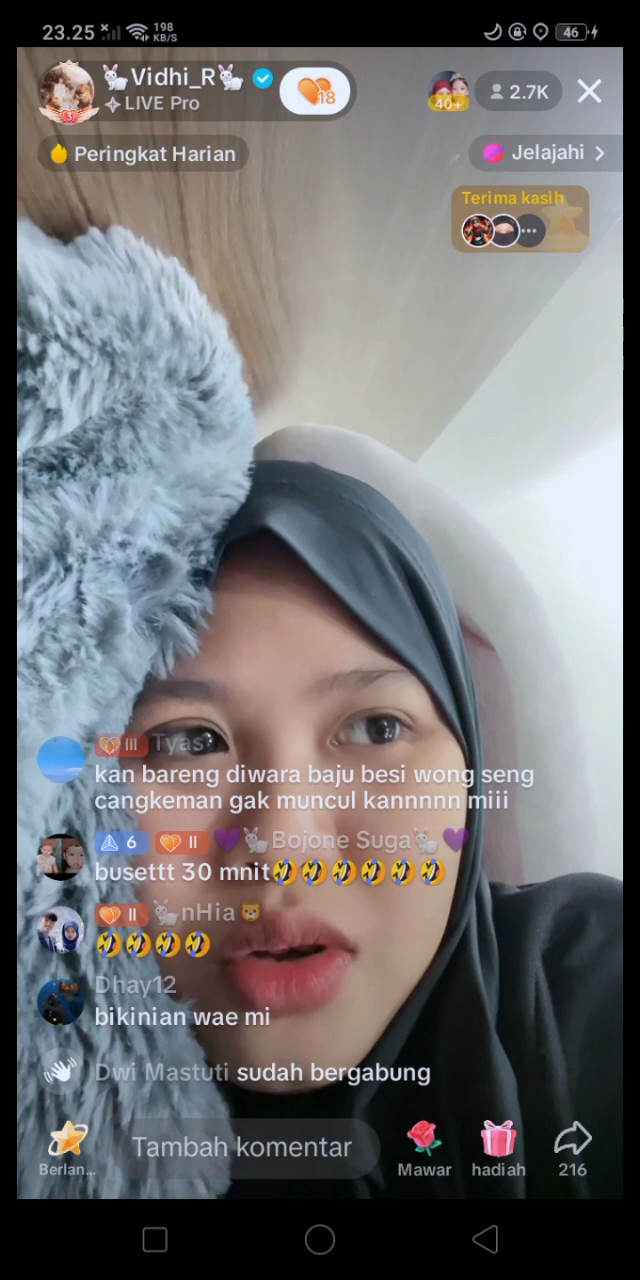 23.25
198
KB/S
46
🐇Vidhi_R🐇
LIVE Pro
18
40+
2.7K
Peringkat Harian
Jelajahi
Terima kasih
III Tyas
kan bareng diwara baju besi wong seng
cangkeman gak muncul kannnnn miii
6 II 💜🐇Bojone Suga🐇💜
busettt 30 mnit🤣🤣🤣🤣🤣🤣
II 🐇nHia🐹
🤣🤣🤣🤣
Dhay12
bikinian wae mi
Dwi Mastuti sudah bergabung
Berlan...
Tambah komentar
Mawar
hadiah
216